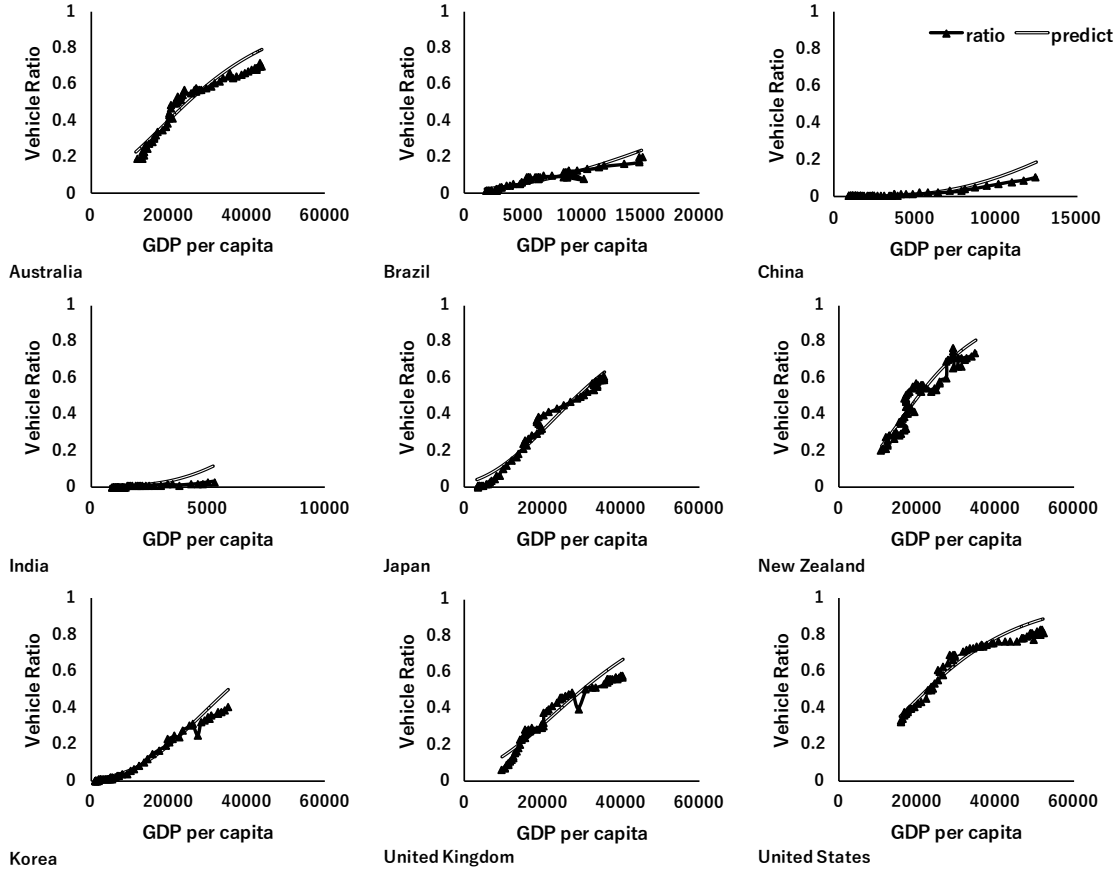 1
0.8
0.6
0.4
0.2
0
Vehicle Ratio
0 20000 40000 60000
GDP per capita
Australia
1
0.8
0.6
0.4
0.2
0
Vehicle Ratio
0 5000 10000 15000 20000
GDP per capita
Brazil
ratio predict
1
0.8
0.6
0.4
0.2
0
Vehicle Ratio
0 5000 10000 15000
GDP per capita
China
1
0.8
0.6
0.4
0.2
0
Vehicle Ratio
0 5000 10000
GDP per capita
India
1
0.8
0.6
0.4
0.2
0
Vehicle Ratio
0 20000 40000 60000
GDP per capita
Japan
1
0.8
0.6
0.4
0.2
0
Vehicle Ratio
0 20000 40000 60000
GDP per capita
New Zealand
1
0.8
0.6
0.4
0.2
0
Vehicle Ratio
0 20000 40000 60000
GDP per capita
Korea
1
0.8
0.6
0.4
0.2
0
Vehicle Ratio
0 20000 40000 60000
GDP per capita
United Kingdom
1
0.8
0.6
0.4
0.2
0
Vehicle Ratio
0 20000 40000 60000
GDP per capita
United States